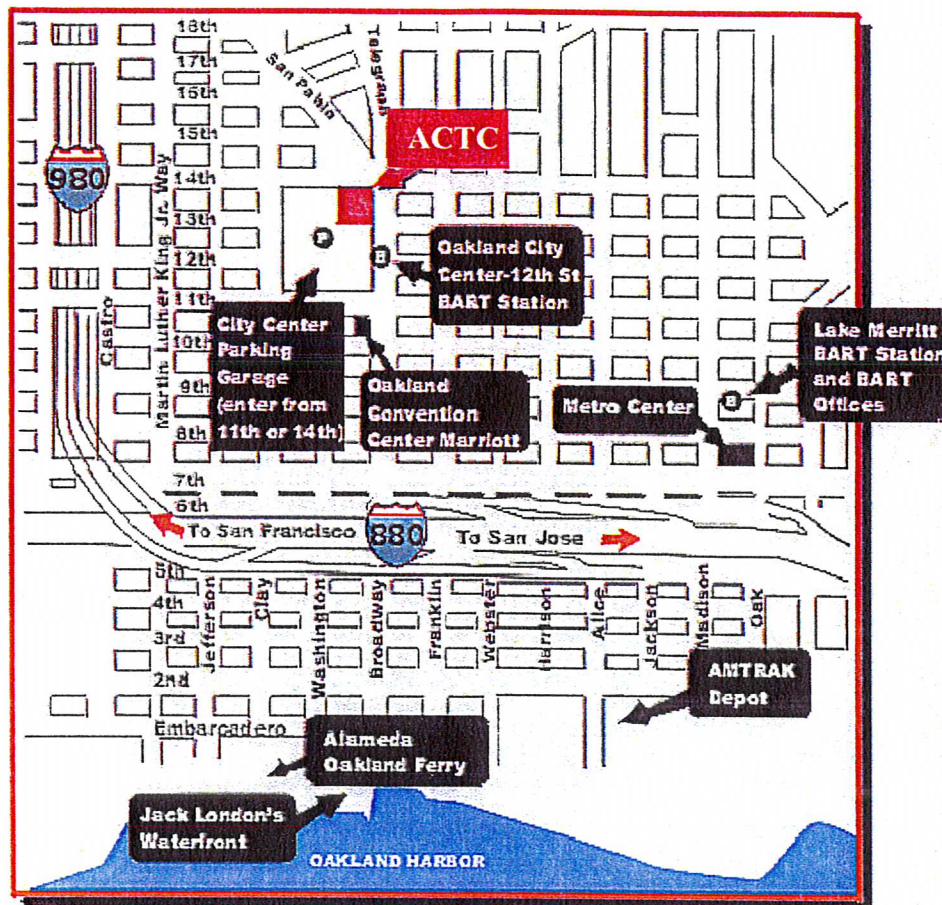 18th
17th
16th
15th
14th
13th
12th
11th
10th
9th
8th
7th
6th
5th
4th
3rd
2nd
Embarcadero
San Pablo
Telegraph
ACTC
980
Martin Luther King Jr. Way
Castro
P
B
Oakland City
Center-12th St
BART Station
City Center
Parking
Garage
(enter from
11th or 14th)
Oakland
Convention
Center Marriott
Metro Center
B
Lake Merritt
BART Station
and BART
Offices
To San Francisco
880
To San Jose
Jefferson
Clay
Washington
Broadway
Franklin
Webster
Harrison
Alice
Jackson
Madison
Oak
AMTRAK
Depot
Alameda
Oakland Ferry
Jack London's
Waterfront
OAKLAND HARBOR